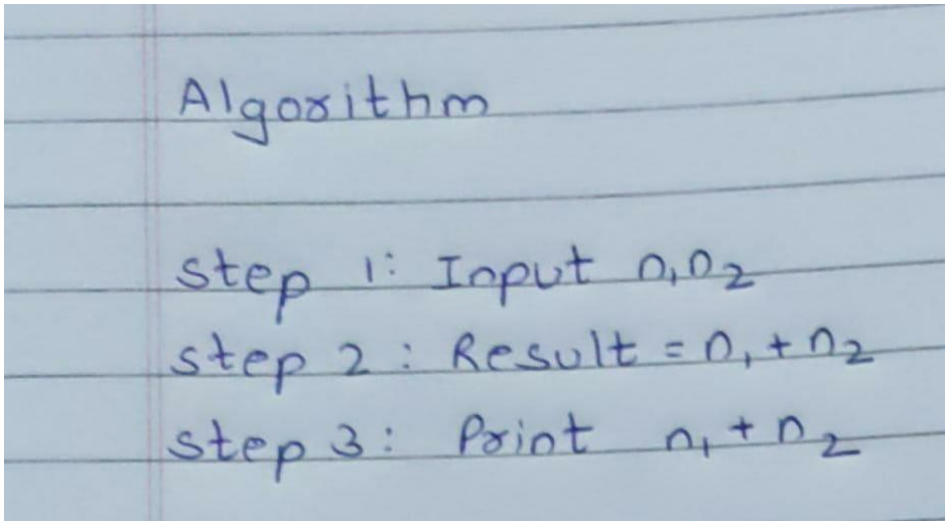 Algorithm
step 1: Input n₁n₂
step 2: Result = n₁ + n₂
step 3: Print n₁ + n₂